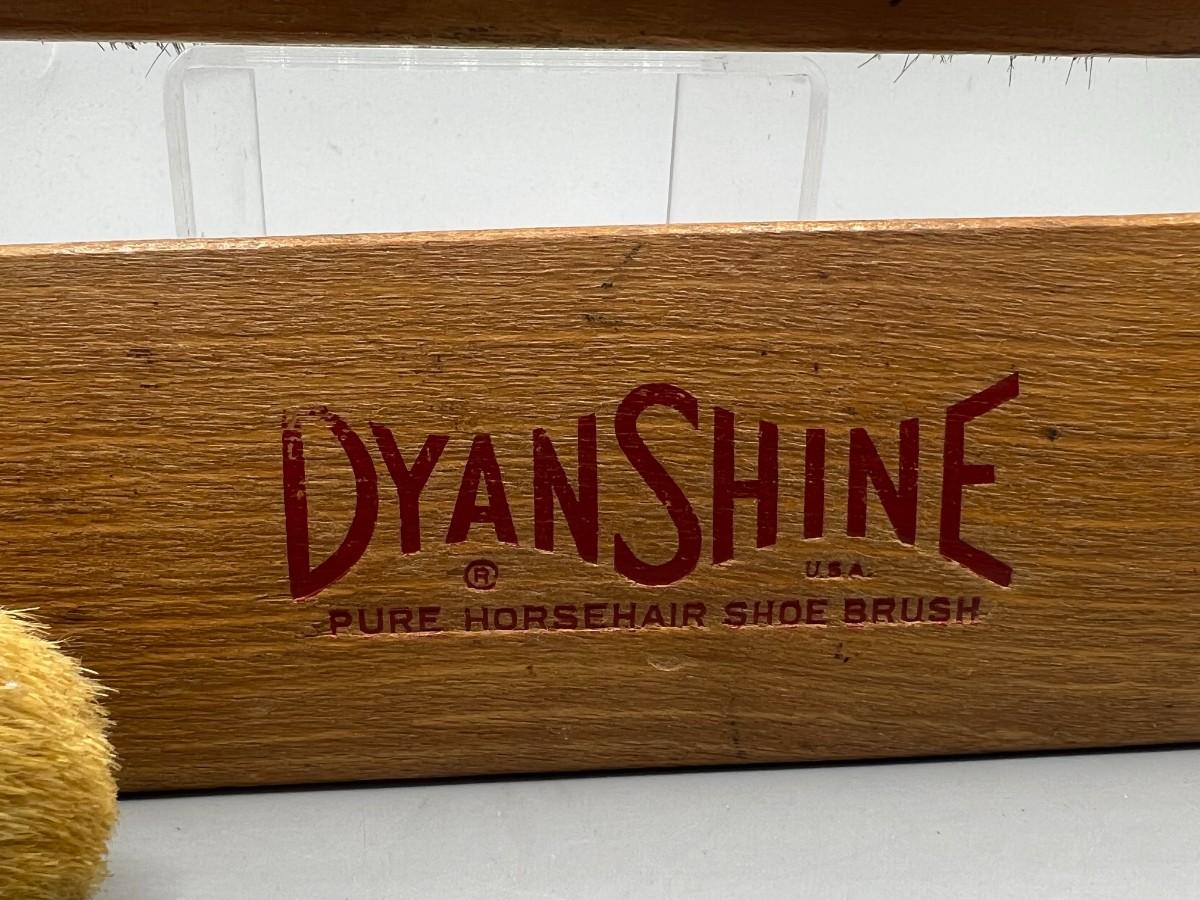 DYANSHINE
® U.S.A.
PURE HORSEHAIR SHOE BRUSH